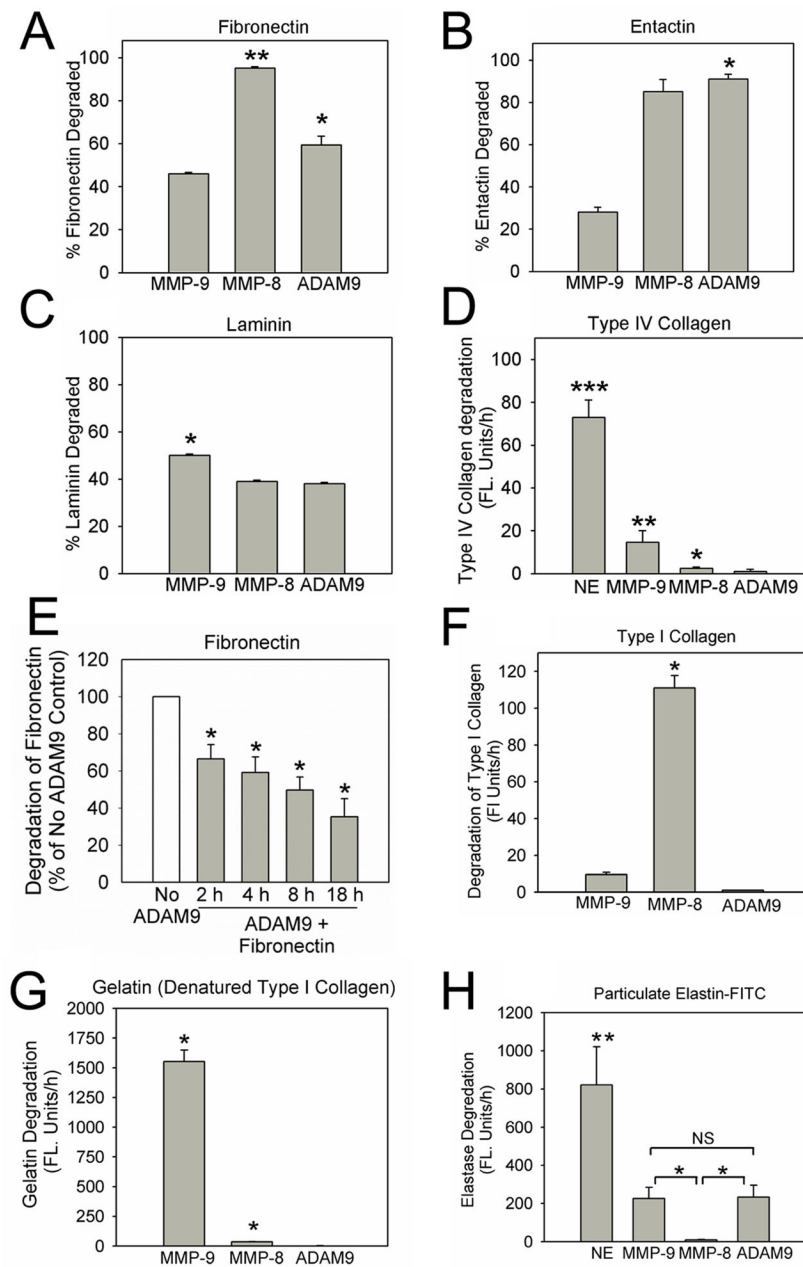 A
Fibronectin
% Fibronectin Degraded
100
80
60
40
20
0
**
*
MMP-9 MMP-8 ADAM9
B
Entactin
% Entactin Degraded
100
80
60
40
20
0
*
MMP-9 MMP-8 ADAM9
C
Laminin
% Laminin Degraded
100
80
60
40
20
0
*
MMP-9 MMP-8 ADAM9
D
Type IV Collagen
Type IV Collagen degradation
(FL. Units/h)
100
80
60
40
20
0
***
**
*
NE MMP-9 MMP-8 ADAM9
E
Fibronectin
Degradation of Fibronectin
(% of No ADAM9 Control)
120
100
80
60
40
20
0
* * * *
No
ADAM9
2 h 4 h 8 h 18 h
ADAM9 +
Fibronectin
F
Type I Collagen
Degradation of Type I Collagen
(Fl Units/h)
120
100
80
60
40
20
0
*
MMP-9 MMP-8 ADAM9
G
Gelatin (Denatured Type I Collagen)
Gelatin Degradation
(FL. Units/h)
2000
1750
1500
1250
1000
750
500
250
0
*
*
MMP-9 MMP-8 ADAM9
H
Particulate Elastin-FITC
Elastase Degredation
(FL. Units/h)
1200
1000
800
600
400
200
0
**
NS
* *
NE MMP-9 MMP-8 ADAM9